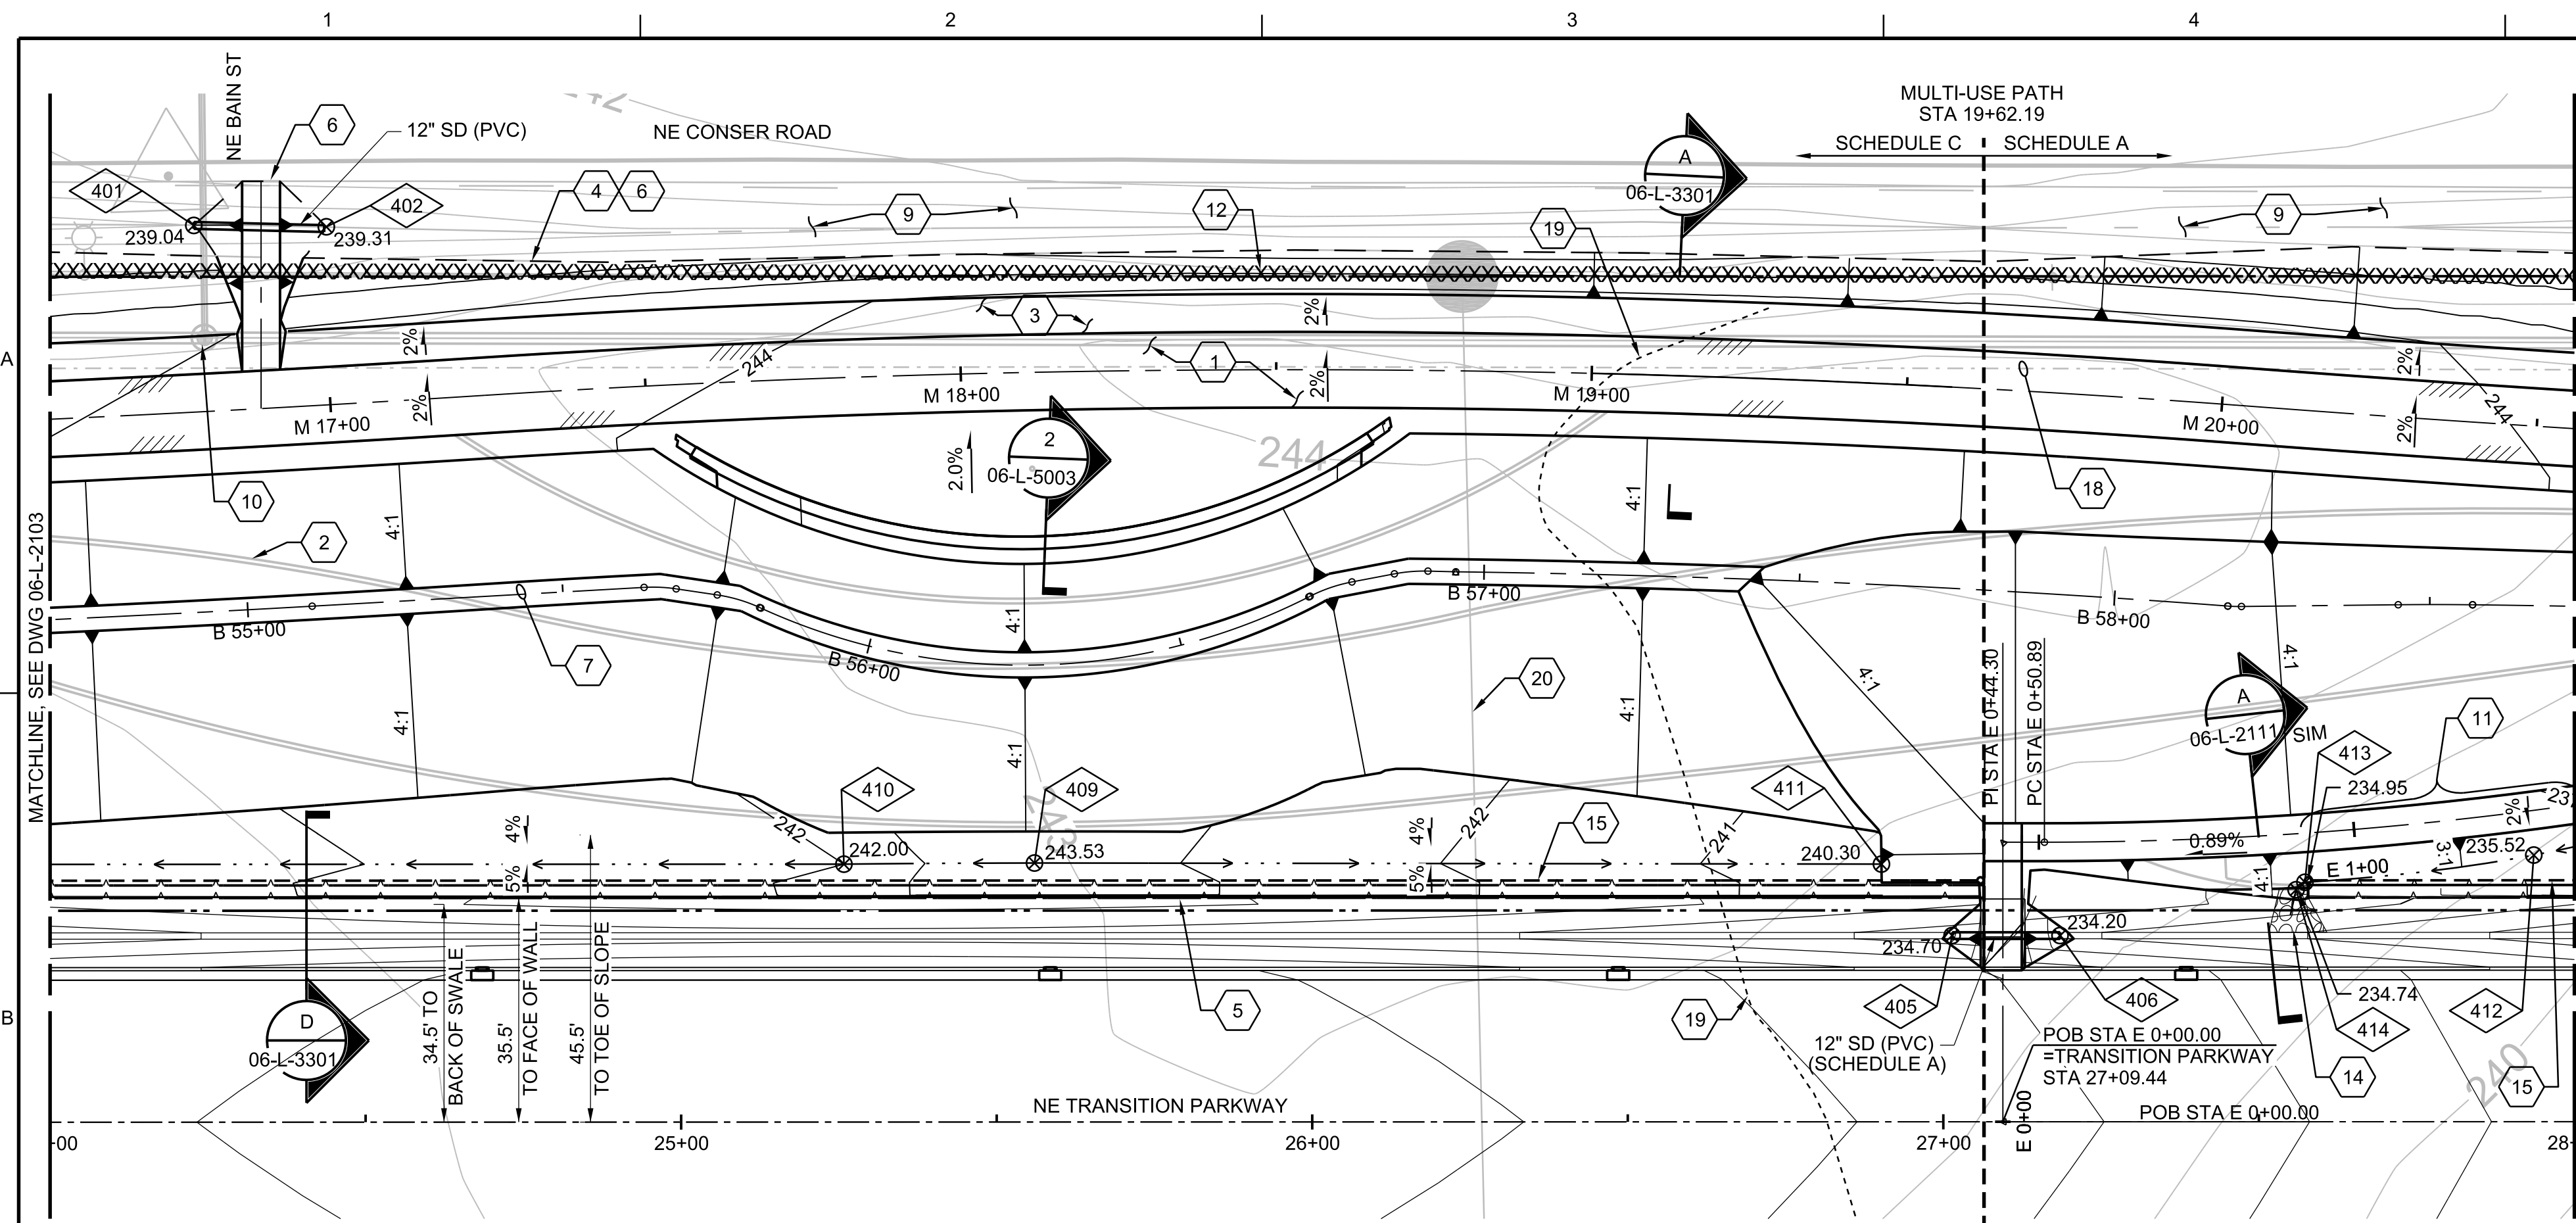 1
2
3
4
NE BAIN ST
6
12" SD (PVC)
NE CONSER ROAD
MULTI-USE PATH
STA 19+62.19
SCHEDULE C
SCHEDULE A
A
06-L-3301
401
402
4
6
9
12
19
9
239.04
239.31
242
A
2%
2%
3
2%
1
2%
2%
2%
244
244
244
M 17+00
M 18+00
M 19+00
M 20+00
10
2
06-L-5003
2.0%
18
MATCHLINE, SEE DWG 06-L-2103
2
4:1
4:1
4:1
4:1
4:1
4:1
4:1
4:1
B 55+00
B 56+00
B 57+00
B 58+00
7
20
PI STA E 0+44.30
PC STA E 0+50.89
A
06-L-2111
SIM
11
413
234.95
410
409
411
15
243
242
242
241
242.00
243.53
240.30
4%
5%
4%
5%
0.89%
2%
3:1
235.52
E 1+00
4:1
237
234.70
234.20
B
D
06-L-3301
34.5' TO
BACK OF SWALE
35.5'
TO FACE OF WALL
45.5'
TO TOE OF SLOPE
5
19
405
406
234.74
414
412
14
15
240
12" SD (PVC)
(SCHEDULE A)
POB STA E 0+00.00
=TRANSITION PARKWAY
STA 27+09.44
NE TRANSITION PARKWAY
POB STA E 0+00.00
E 0+00
+00
25+00
26+00
27+00
28+